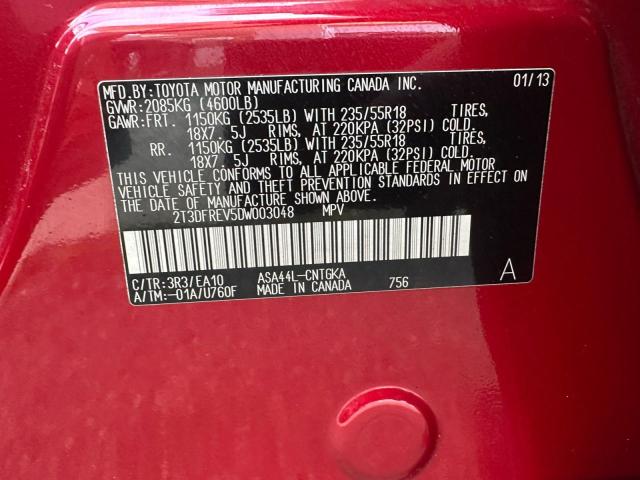 MFD.BY:TOYOTA MOTOR MANUFACTURING CANADA INC. 01/13
GVWR:2085KG (4600LB)
GAWR:FRT. 1150KG (2535LB) WITH 235/55R18 TIRES,
18X7. 5J RIMS, AT 220KPA (32PSI) COLD.
RR. 1150KG (2535LB) WITH 235/55R18 TIRES,
18X7. 5J RIMS, AT 220KPA (32PSI) COLD.
THIS VEHICLE CONFORMS TO ALL APPLICABLE FEDERAL MOTOR
VEHICLE SAFETY AND THEFT PREVENTION STANDARDS IN EFFECT ON
THE DATE OF MANUFACTURE SHOWN ABOVE.
2T3DFREV5DW003048 MPV
C/TR:3R3/EA10 ASA44L-CNTGKA A
A/TM:-01A/U760F MADE IN CANADA 756